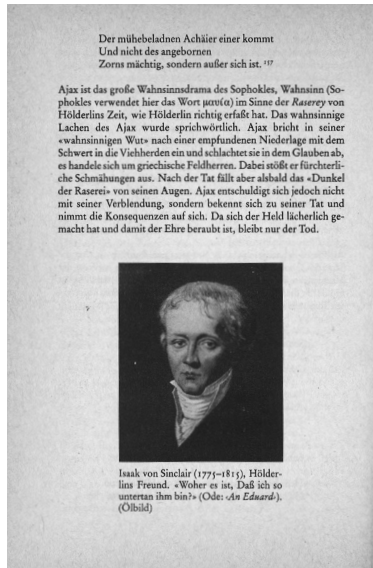 Der mühebeladnen Achäier einer kommt
Und nicht des angebornen
Zorns mächtig, sondern außer sich ist. 137
Ajax ist das große Wahnsinnsdrama des Sophokles, Wahnsinn (So-
phokles verwendet hier das Wort μανία) im Sinne der Raserey von
Hölderlins Zeit, wie Hölderlin richtig erfaßt hat. Das wahnsinnige
Lachen des Ajax wurde sprichwörtlich. Ajax bricht in seiner
«wahnsinnigen Wut» nach einer empfundenen Niederlage mit dem
Schwert in die Viehherden ein und schlachtet sie in dem Glauben ab,
es handele sich um griechische Feldherren. Dabei stößt er fürchterli-
che Schmähungen aus. Nach der Tat fällt aber alsbald das «Dunkel
der Raserei» von seinen Augen. Ajax entschuldigt sich jedoch nicht
mit seiner Verblendung, sondern bekennt sich zu seiner Tat und
nimmt die Konsequenzen auf sich. Da sich der Held lächerlich ge-
macht hat und damit der Ehre beraubt ist, bleibt nur der Tod.
Isaak von Sinclair (1775–1815), Hölder-
lins Freund. «Woher es ist, Daß ich so
untertan ihm bin?» (Ode: ‹An Eduard›).
(Ölbild)